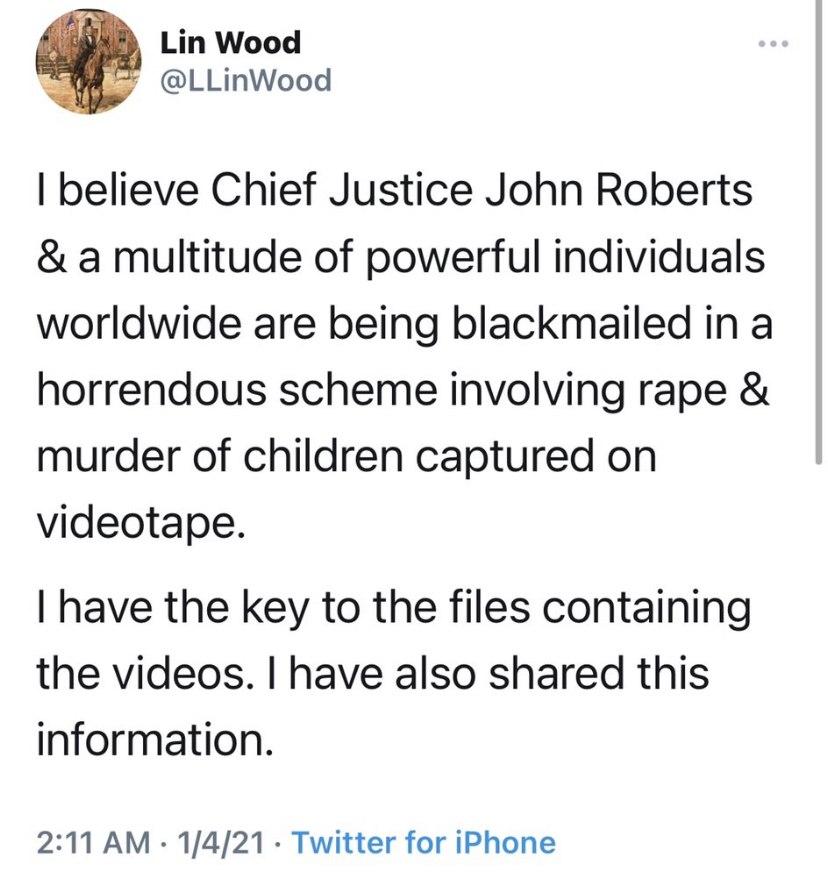 Lin Wood
@LLinWood
I believe Chief Justice John Roberts
& a multitude of powerful individuals
worldwide are being blackmailed in a
horrendous scheme involving rape &
murder of children captured on
videotape.
I have the key to the files containing
the videos. I have also shared this
information.
2:11 AM · 1/4/21 · Twitter for iPhone